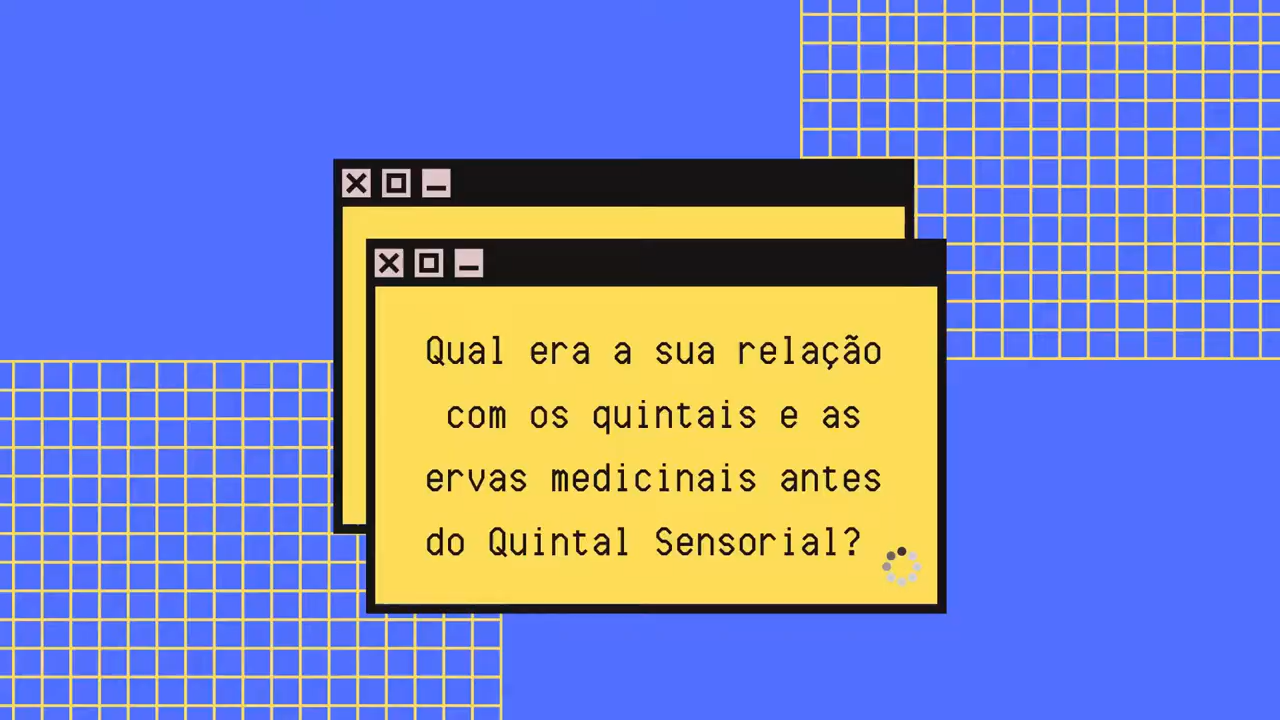 Qual era a sua relação
com os quintais e as
ervas medicinais antes
do Quintal Sensorial?